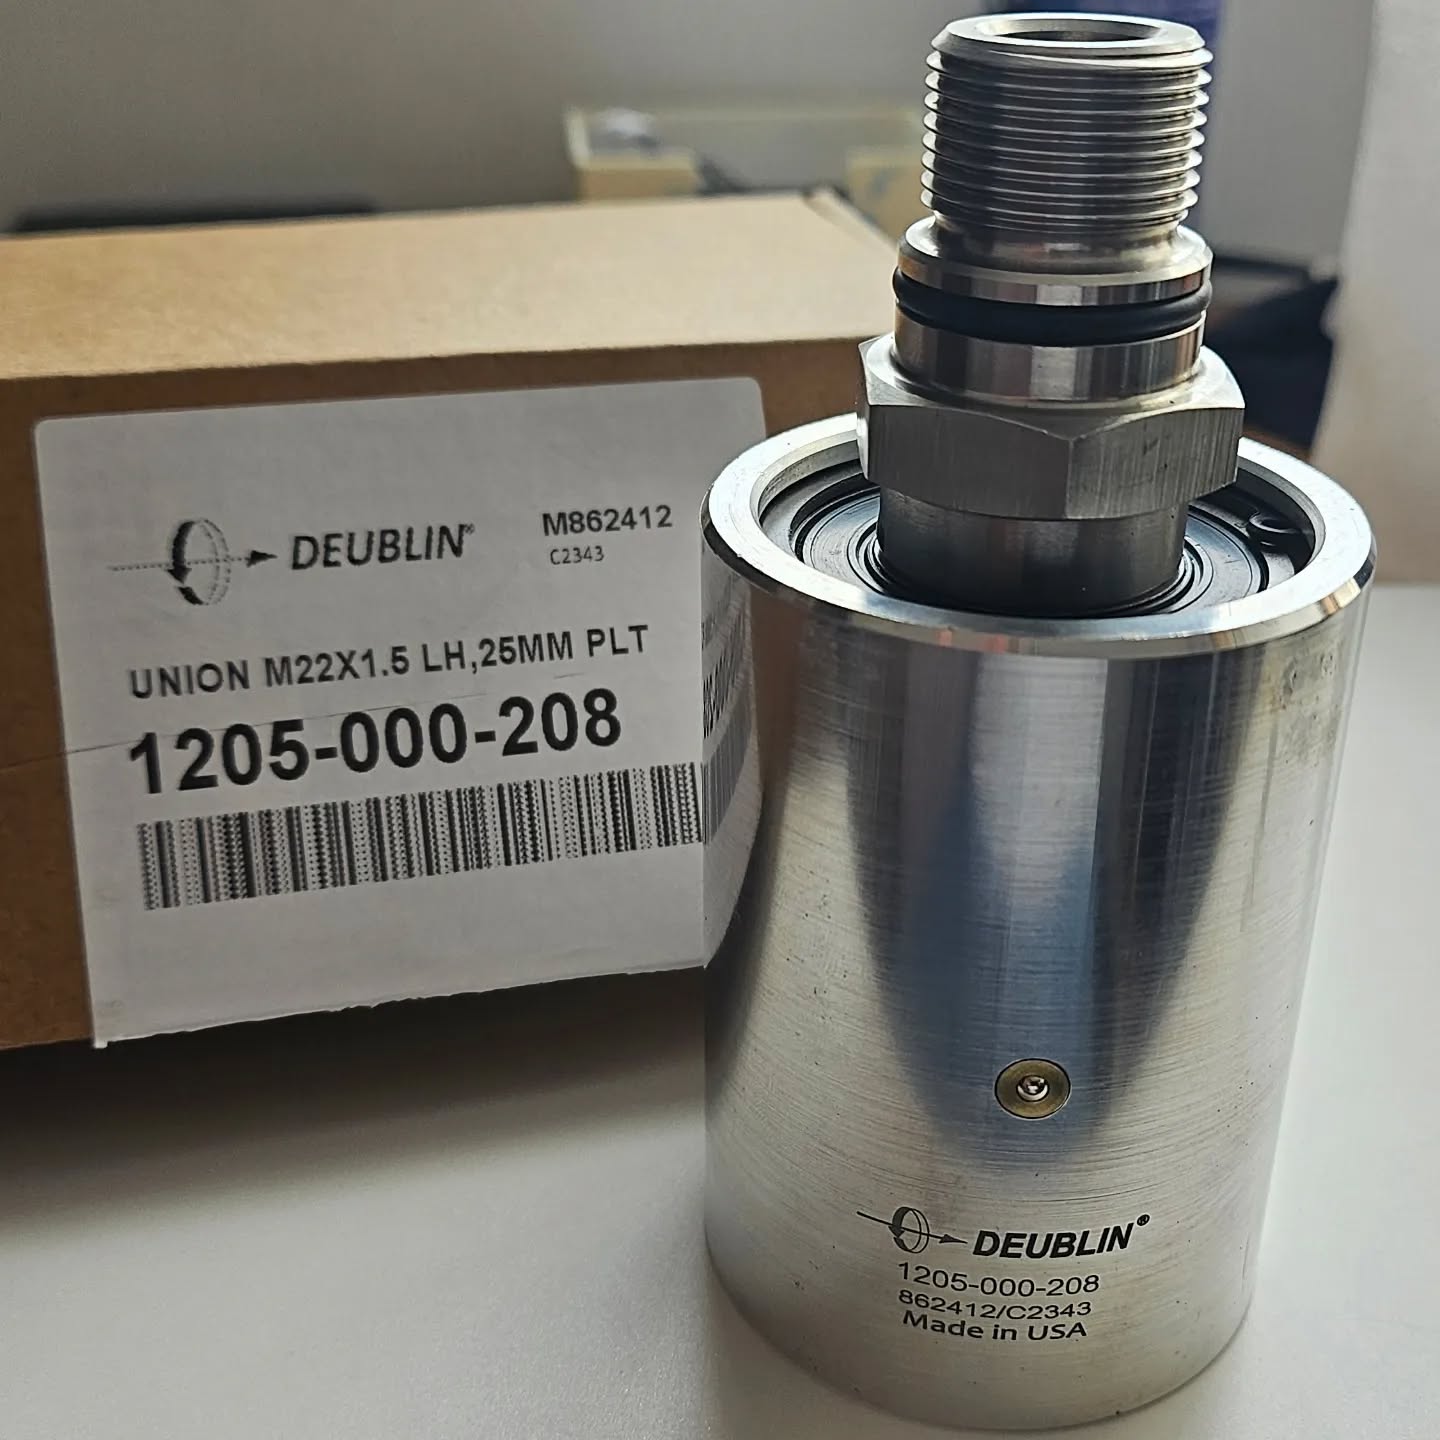 DEUBLIN®
M862412
C2343
UNION M22X1.5 LH,25MM PLT
1205-000-208
DEUBLIN®
1205-000-208
862412/C2343
Made in USA